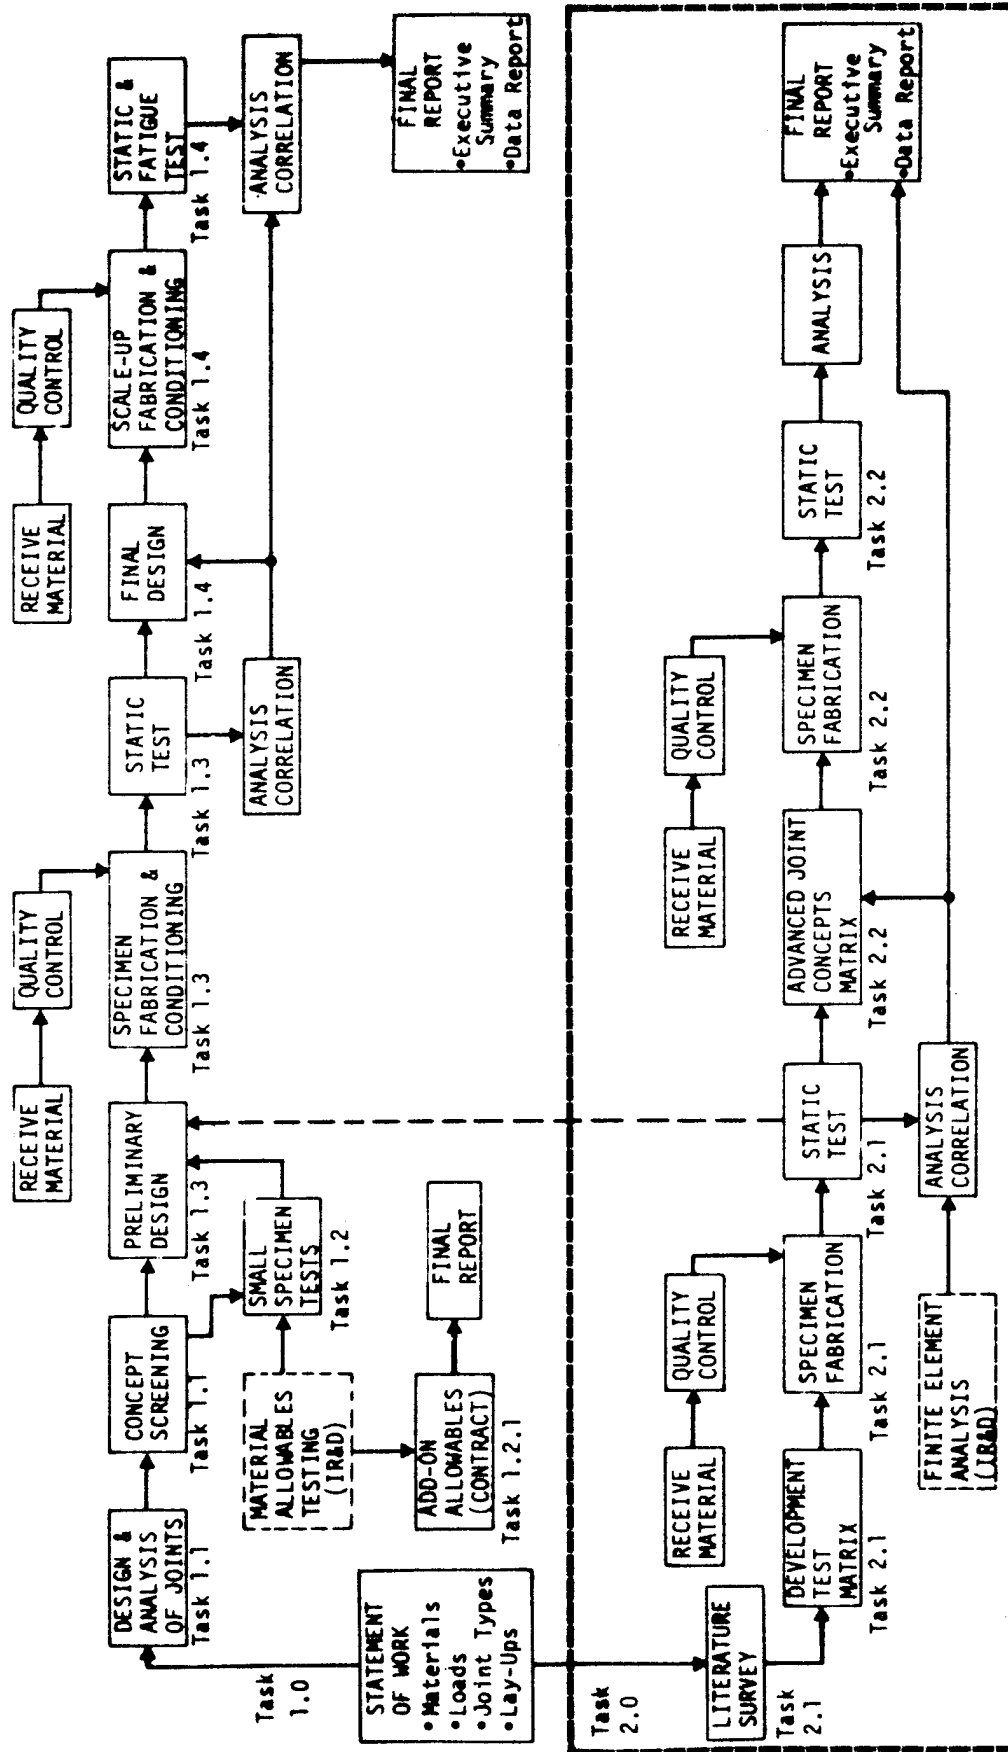 STATEMENT
OF WORK
•Materials
•Loads
•Joint Types
•Lay-Ups
Task
1.0
DESIGN &
ANALYSIS
OF JOINTS
Task 1.1
CONCEPT
SCREENING
Task 1.1
MATERIAL
ALLOWABLES
TESTING
(IR&D)
SMALL
SPECIMEN
TESTS
Task 1.2
ADD-ON
ALLOWABLES
(CONTRACT)
Task 1.2.1
FINAL
REPORT
PRELIMINARY
DESIGN
Task 1.3
RECEIVE
MATERIAL
QUALITY
CONTROL
SPECIMEN
FABRICATION &
CONDITIONING
Task 1.3
STATIC
TEST
Task 1.3
ANALYSIS
CORRELATION
FINAL
DESIGN
Task 1.4
RECEIVE
MATERIAL
QUALITY
CONTROL
SCALE-UP
FABRICATION &
CONDITIONING
Task 1.4
STATIC &
FATIGUE
TEST
Task 1.4
ANALYSIS
CORRELATION
FINAL
REPORT
•Executive
Summary
•Data Report
Task
2.0
LITERATURE
SURVEY
Task
2.1
DEVELOPMENT
TEST
MATRIX
Task 2.1
RECEIVE
MATERIAL
QUALITY
CONTROL
SPECIMEN
FABRICATION
Task 2.1
STATIC
TEST
Task 2.1
FINITE ELEMENT
ANALYSIS
(IR&D)
ANALYSIS
CORRELATION
ADVANCED JOINT
CONCEPTS
MATRIX
Task 2.2
RECEIVE
MATERIAL
QUALITY
CONTROL
SPECIMEN
FABRICATION
Task 2.2
STATIC
TEST
Task 2.2
ANALYSIS
FINAL
REPORT
•Executive
Summary
•Data Report